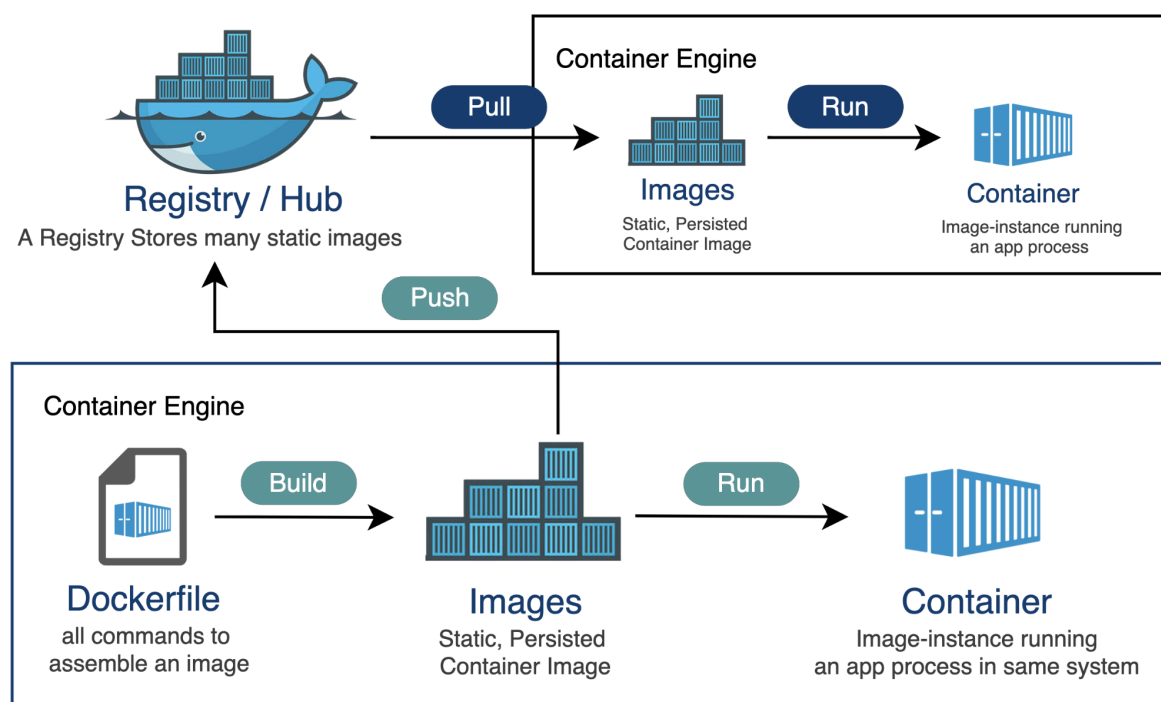 Container Engine
Pull
Run
Registry / Hub
A Registry Stores many static images
Images
Static, Persisted
Container Image
Container
Image-instance running
an app process
Push
Container Engine
Build
Run
Dockerfile
all commands to
assemble an image
Images
Static, Persisted
Container Image
Container
Image-instance running
an app process in same system